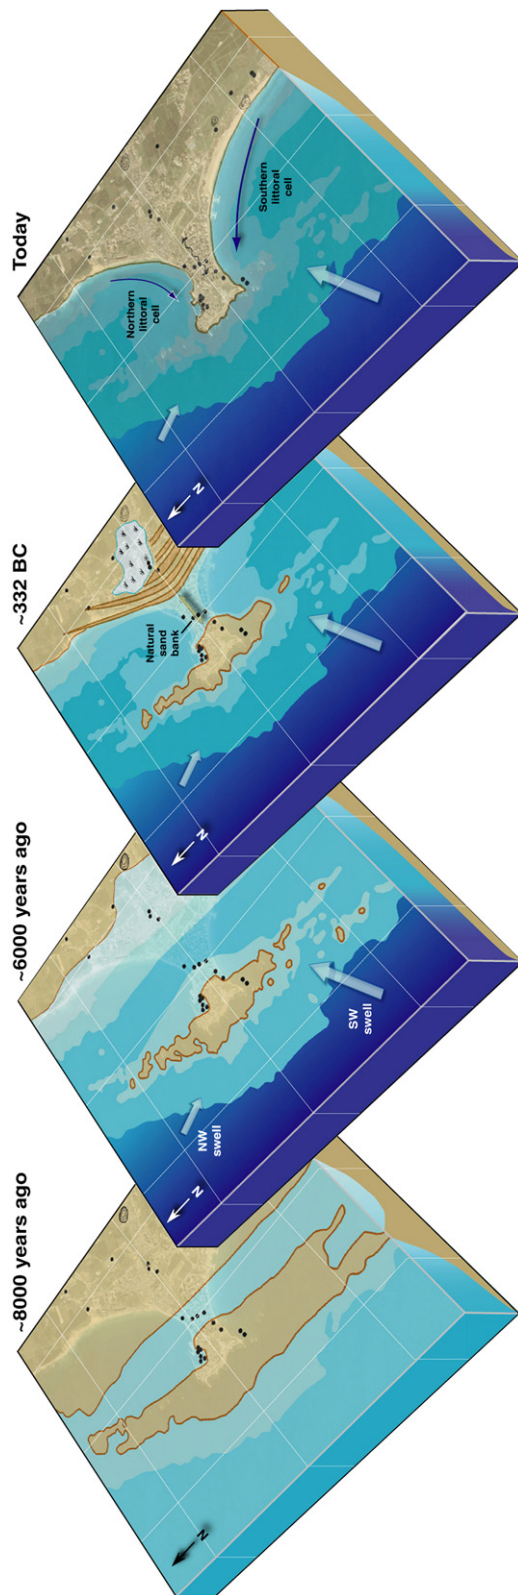 ~8000 years ago
N
~6000 years ago
N
NW
swell
SW
swell
~332 BC
N
Natural
sand
bank
Today
N
Northern
littoral
cell
Southern
littoral
cell